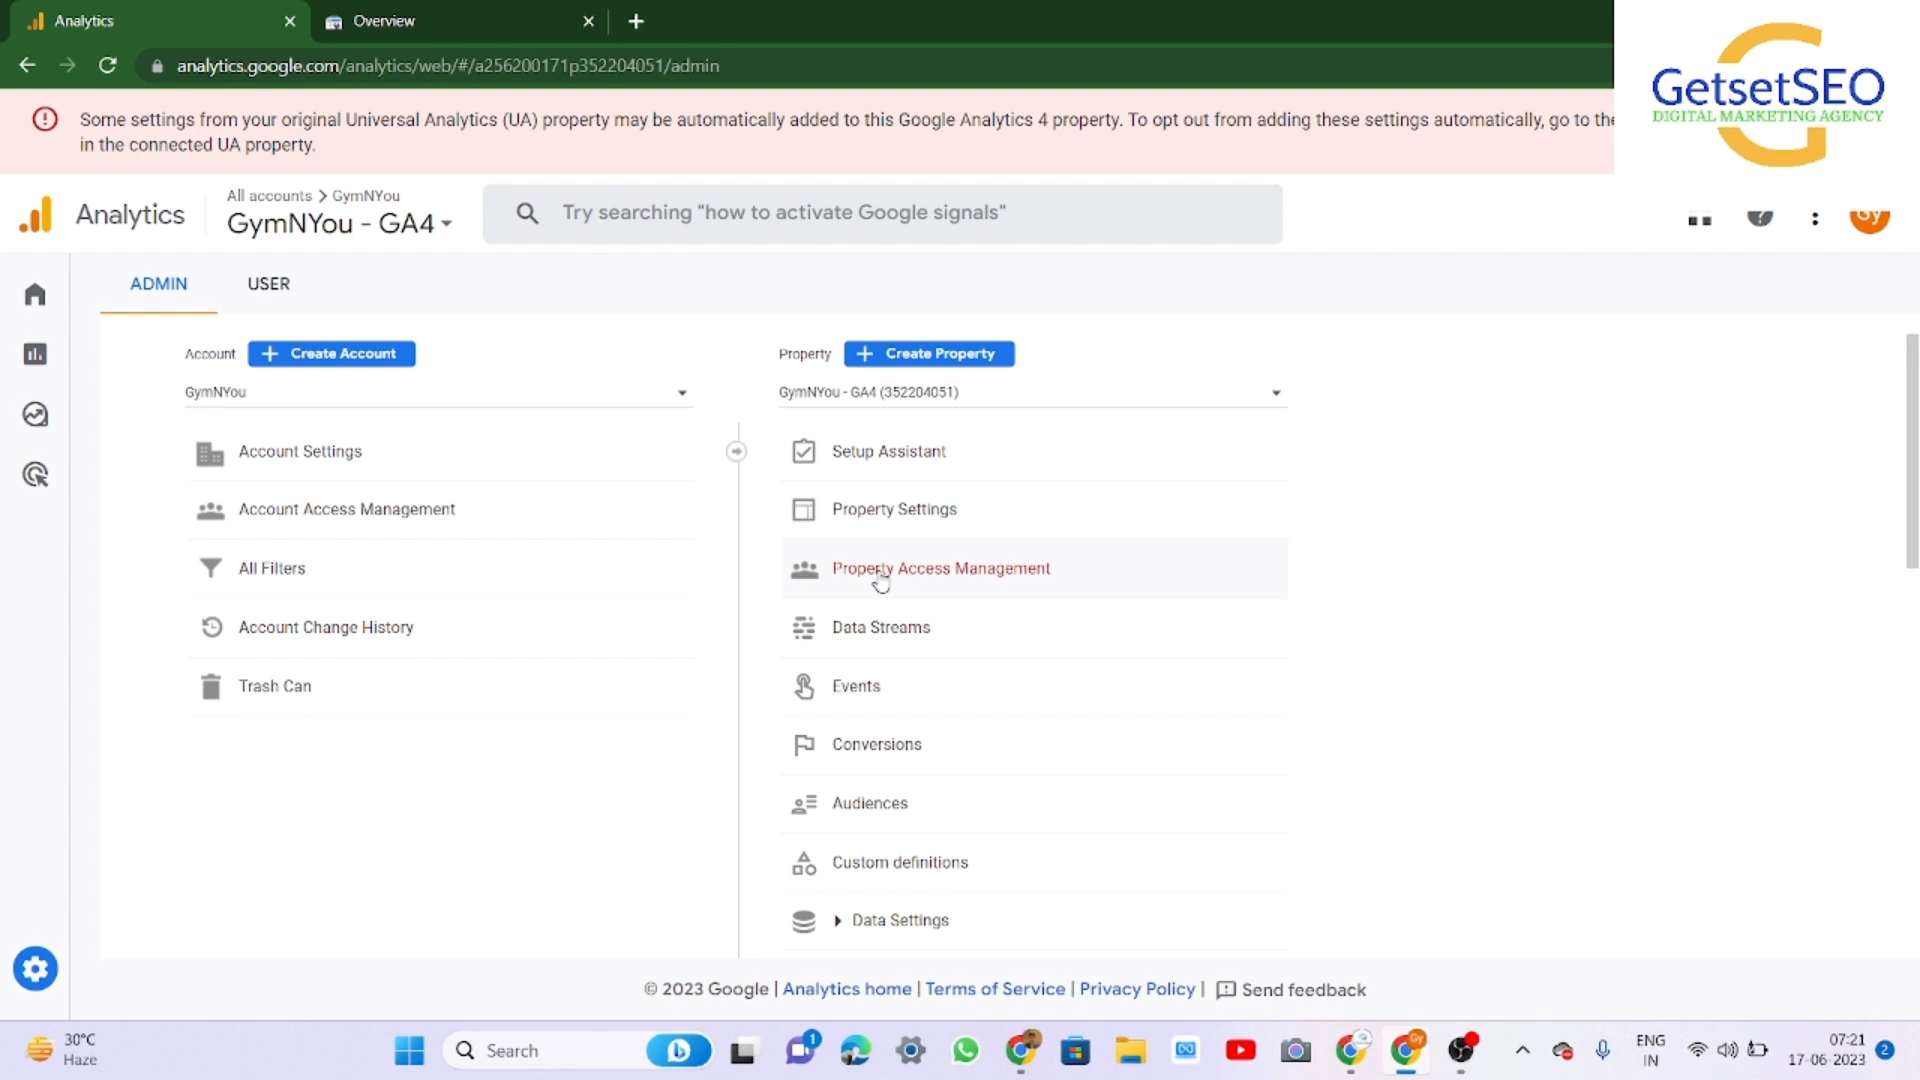 Analytics
Overview
analytics.google.com/analytics/web/#/a256200171p352204051/admin
GetsetSEO
DIGITAL MARKETING AGENCY
Some settings from your original Universal Analytics (UA) property may be automatically added to this Google Analytics 4 property. To opt out from adding these settings automatically, go to the
in the connected UA property.
Analytics
All accounts > GymNYou
GymNYou - GA4
Try searching "how to activate Google signals"
Gy
ADMIN
USER
Account
+ Create Account
GymNYou
Account Settings
Account Access Management
All Filters
Account Change History
Trash Can
Property
+ Create Property
GymNYou - GA4 (352204051)
Setup Assistant
Property Settings
Property Access Management
Data Streams
Events
Conversions
Audiences
Custom definitions
Data Settings
© 2023 Google | Analytics home | Terms of Service | Privacy Policy | Send feedback
30°C
Haze
Search
1
Gy
ENG
IN
07:21
17-06-2023
2